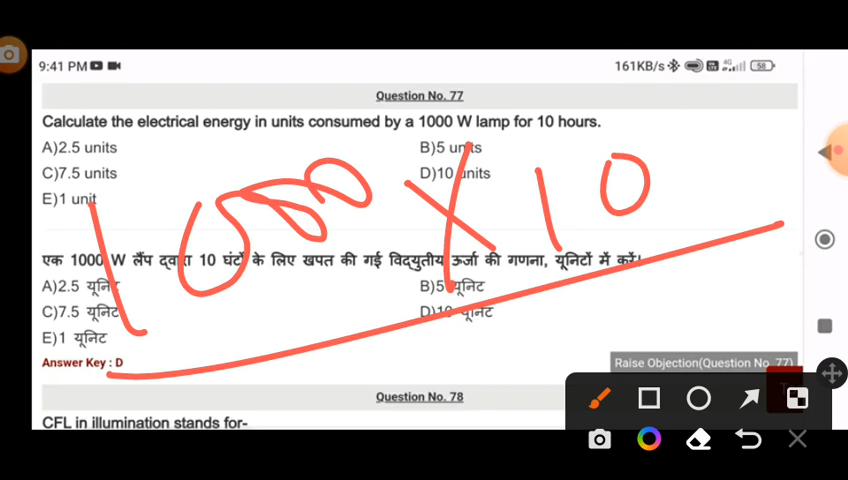 9:41 PM
161KB/s 4G 58
Question No. 77
Calculate the electrical energy in units consumed by a 1000 W lamp for 10 hours.
A)2.5 units
B)5 units
C)7.5 units
D)10 units
E)1 unit
1000 X 10
एक 1000 W लैंप द्वारा 10 घंटों के लिए खपत की गई विद्युतीय ऊर्जा की गणना, यूनिटों में करें।
A)2.5 यूनिट
B)5 यूनिट
C)7.5 यूनिट
D)10 यूनिट
E)1 यूनिट
Answer Key : D
Raise Objection(Question No. 77)
Question No. 78
CFL in illumination stands for-